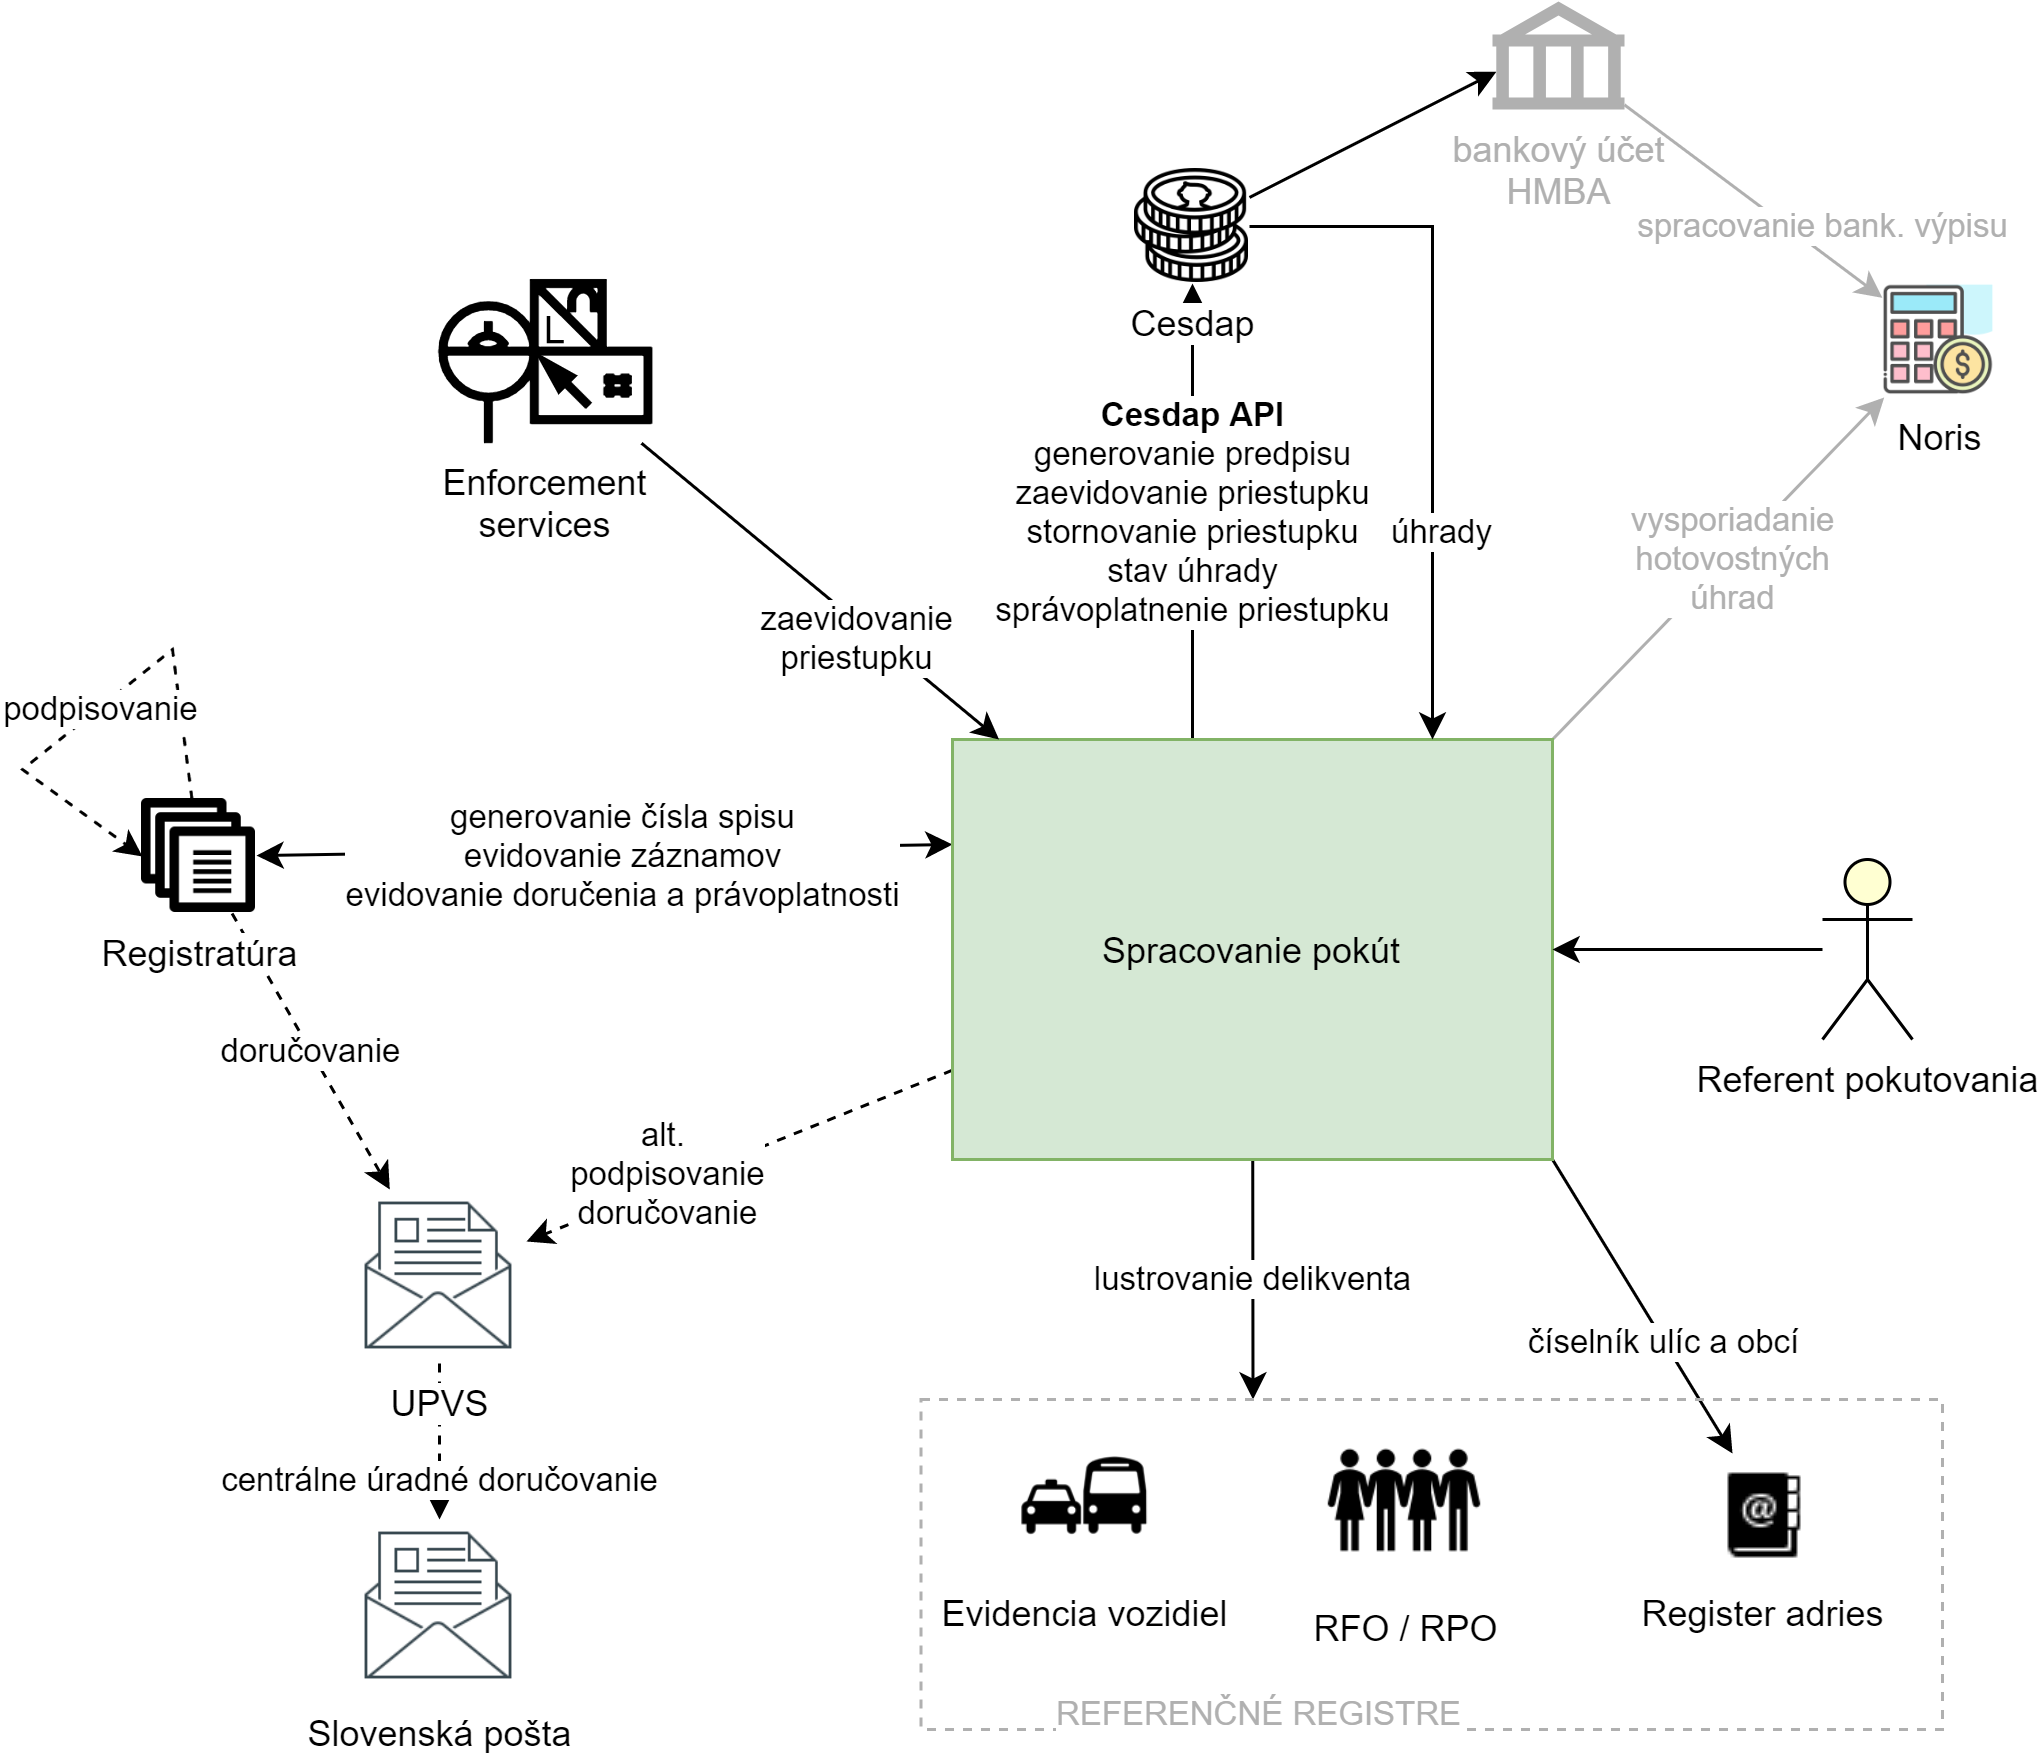 bankový účet
HMBA
spracovanie bank. výpisu
Cesdap
L
$
Noris
Cesdap API
generovanie predpisu
zaevidovanie priestupku
stornovanie priestupku
stav úhrady
správoplatnenie priestupku
úhrady
vysporiadanie
hotovostných
úhrad
Enforcement
services
zaevidovanie
priestupku
podpisovanie
generovanie čísla spisu
evidovanie záznamov
evidovanie doručenia a právoplatnosti
Registratúra
Spracovanie pokút
Referent pokutovania
doručovanie
alt.
podpisovanie
doručovanie
lustrovanie delikventa
číselník ulíc a obcí
UPVS
centrálne úradné doručovanie
Slovenská pošta
@
Evidencia vozidiel
RFO / RPO
Register adries
REFERENČNÉ REGISTRE